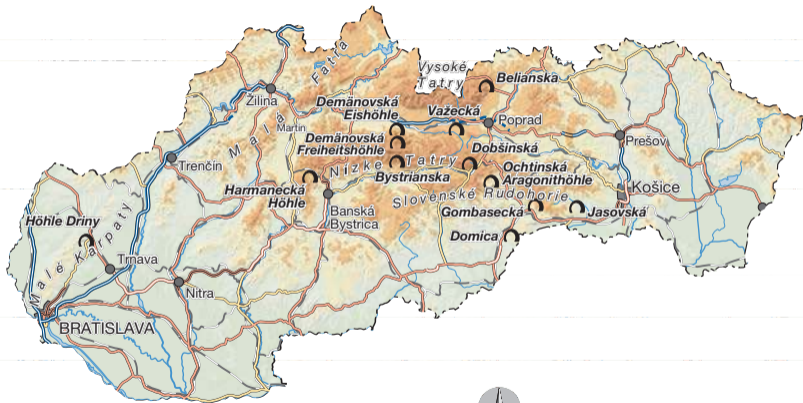 Vysoké
Tatry
Belianska
Fatra
Malá
Žilina
Martin
Demänovská
Eishöhle
Važecká
Poprad
Prešov
Demänovská
Freiheitshöhle
Dobšinská
Trenčín
Nízke Tatry
Bystrianska
Ochtinská
Aragonithöhle
Harmanecká
Höhle
Slovenské Rudohorie
Košice
Banská
Bystrica
Gombasecká
Jasovská
Höhle Driny
Malé Karpaty
Domica
Trnava
Nitra
BRATISLAVA